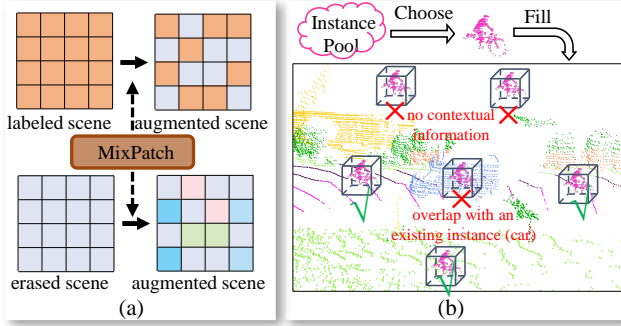 labeled scene
augmented scene
MixPatch
erased scene
augmented scene
(a)
Instance
Pool
Choose
Fill
no contextual
information
overlap with an
existing instance (car)
(b)